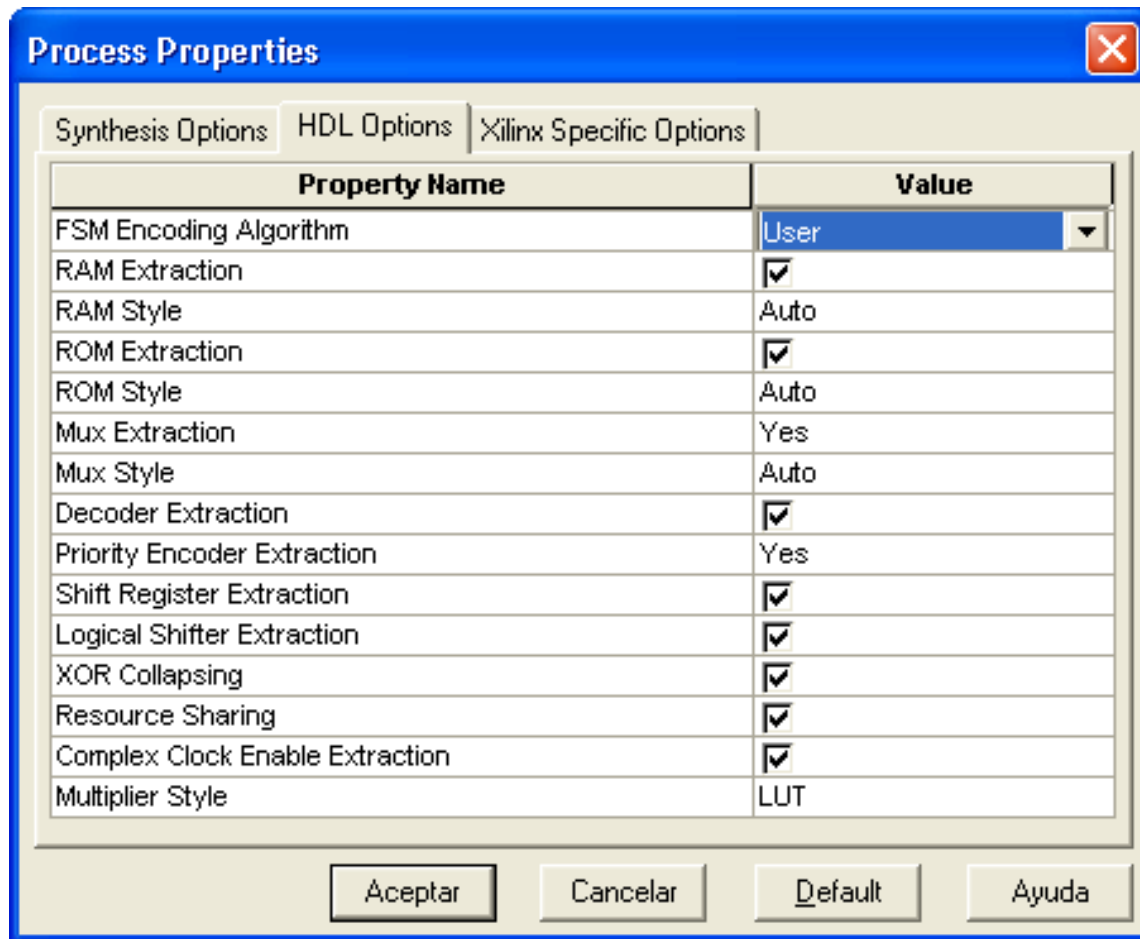 Process Properties
Synthesis Options HDL Options Xilinx Specific Options
Property Name Value
FSM Encoding Algorithm User
RAM Extraction
RAM Style Auto
ROM Extraction
ROM Style Auto
Mux Extraction Yes
Mux Style Auto
Decoder Extraction
Priority Encoder Extraction Yes
Shift Register Extraction
Logical Shifter Extraction
XOR Collapsing
Resource Sharing
Complex Clock Enable Extraction
Multiplier Style LUT
Aceptar Cancelar Default Ayuda